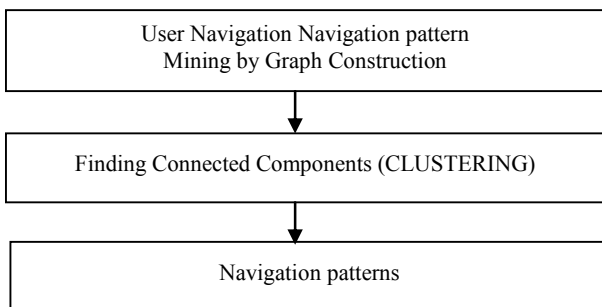 User Navigation Navigation pattern
Mining by Graph Construction
Finding Connected Components (CLUSTERING)
Navigation patterns